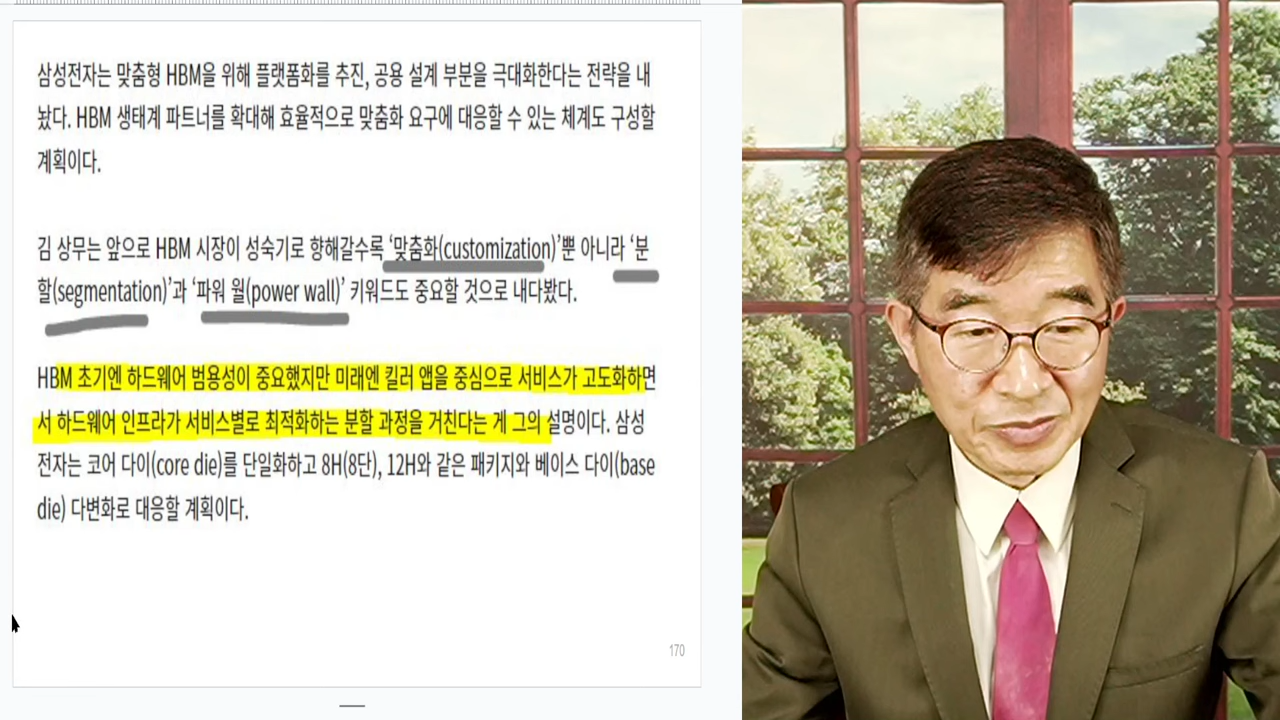 삼성전자는 맞춤형 HBM을 위해 플랫폼화를 추진, 공용 설계 부분을 극대화한다는 전략을 내
놨다. HBM 생태계 파트너를 확대해 효율적으로 맞춤화 요구에 대응할 수 있는 체계도 구성할
계획이다.
김 상무는 앞으로 HBM 시장이 성숙기로 향해갈수록 ‘맞춤화(customization)’뿐 아니라 ‘분
할(segmentation)’과 ‘파워 월(power wall)’ 키워드도 중요할 것으로 내다봤다.
HBM 초기엔 하드웨어 범용성이 중요했지만 미래엔 킬러 앱을 중심으로 서비스가 고도화하면
서 하드웨어 인프라가 서비스별로 최적화하는 분할 과정을 거친다는 게 그의 설명이다. 삼성
전자는 코어 다이(core die)를 단일화하고 8H(8단), 12H와 같은 패키지와 베이스 다이(base
die) 다변화로 대응할 계획이다.
170